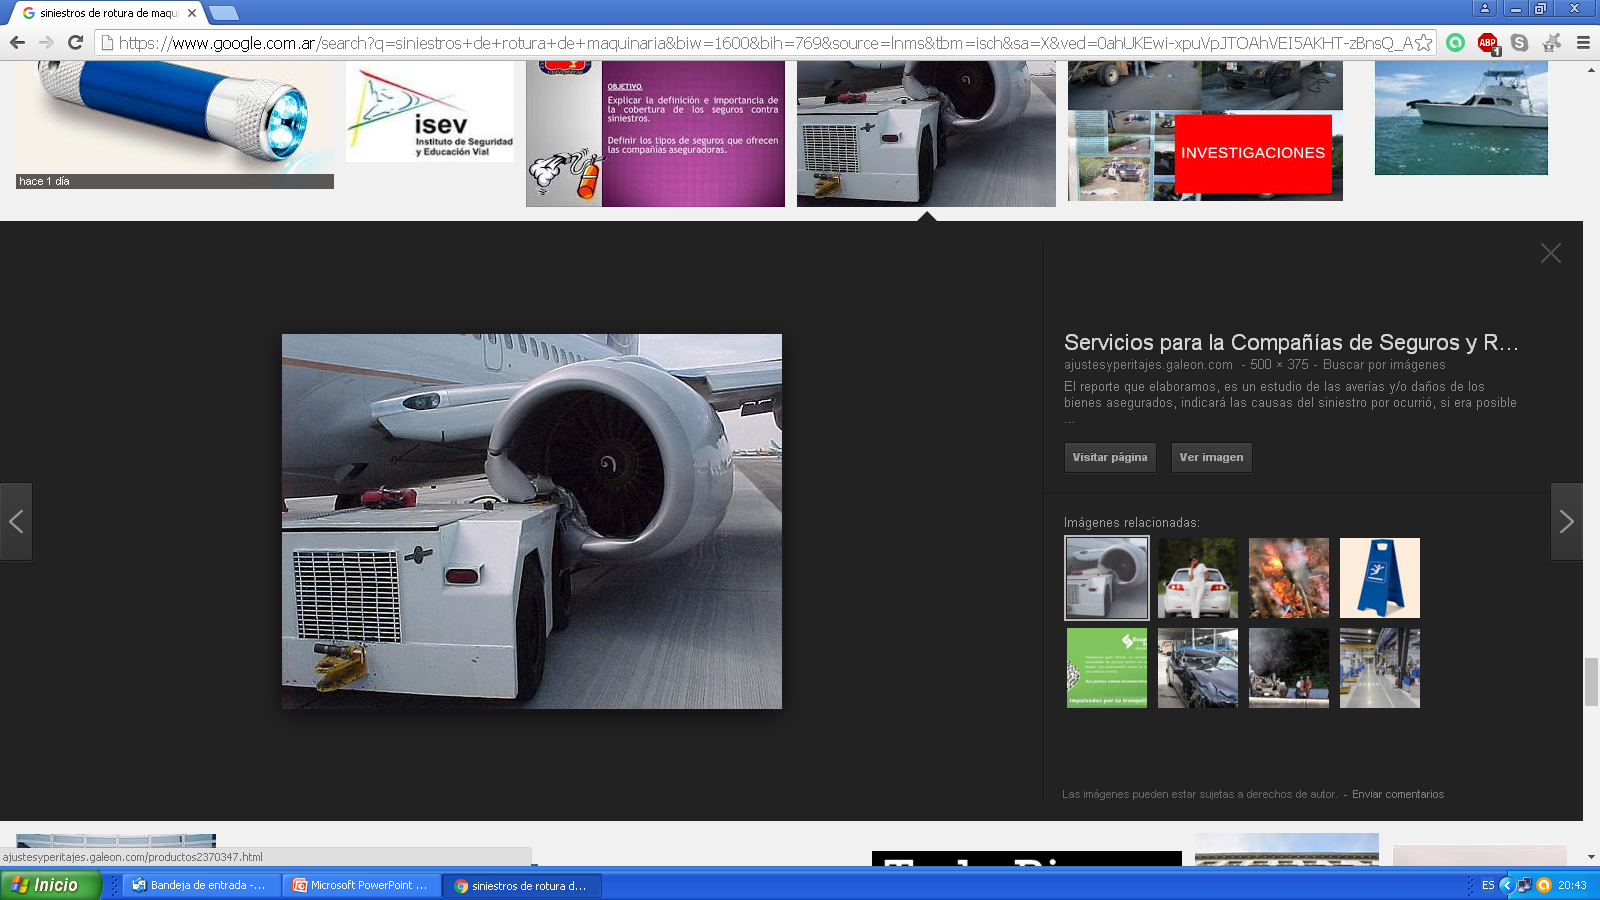 siniestros de rotura de maqui
https://www.google.com.ar/search?q=siniestros+de+rotura+de+maquinaria&biw=1600&bih=769&source=lnms&tbm=isch&sa=X&ved=0ahUKEwi-xpuVpJTOAhVEI5AKHT-zBnsQ_A
ABP
1
hace 1 día
isev
Instituto de Seguridad
y Educación Vial
OBJETIVO
Explicar la definición e importancia de
la cobertura de los seguros contra
siniestros.
Definir los tipos de seguros que ofrecen
las compañías aseguradoras.
INVESTIGACIONES
Servicios para la Compañías de Seguros y R...
ajustesyperitajes.galeon.com - 500 × 375 - Buscar por imágenes
El reporte que elaboramos, es un estudio de las averías y/o daños de los
bienes asegurados, indicará las causas del siniestro por ocurrió, si era posible
...
Visitar página
Ver imagen
Imágenes relacionadas:
Las imágenes pueden estar sujetas a derechos de autor. - Enviar comentarios
ajustesyperitajes.galeon.com/productos2370347.html
Inicio
Bandeja de entrada -...
Microsoft PowerPoint ...
siniestros de rotura d...
ES
20:43